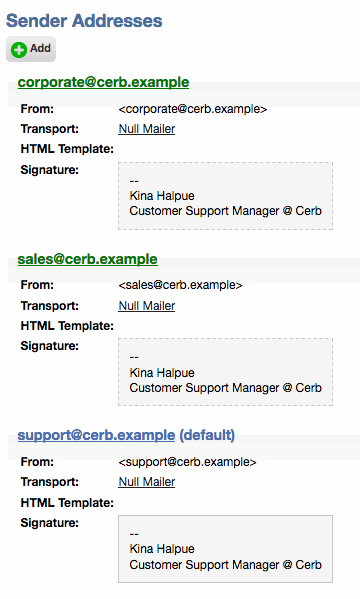 Sender Addresses
Add
corporate@cerb.example
From: <corporate@cerb.example>
Transport: Null Mailer
HTML Template:
Signature:
--
Kina Halpue
Customer Support Manager @ Cerb
sales@cerb.example
From: <sales@cerb.example>
Transport: Null Mailer
HTML Template:
Signature:
--
Kina Halpue
Customer Support Manager @ Cerb
support@cerb.example (default)
From: <support@cerb.example>
Transport: Null Mailer
HTML Template:
Signature:
--
Kina Halpue
Customer Support Manager @ Cerb